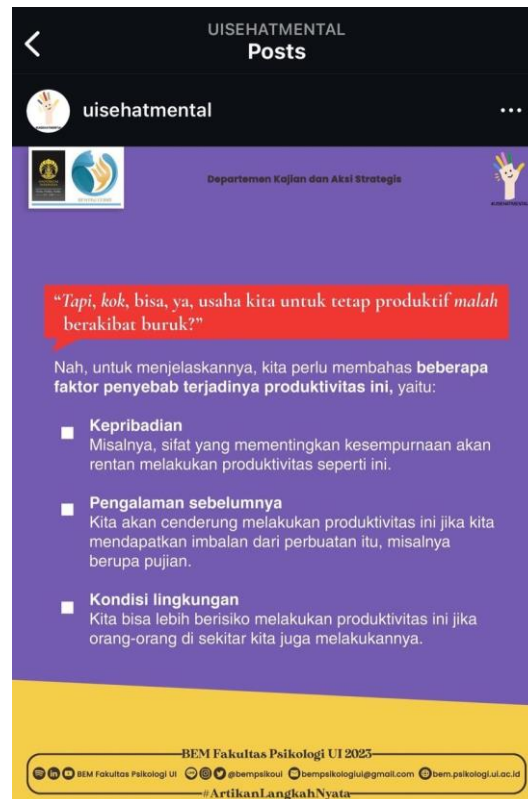 UISEHATMENTAL
Posts
uisehatmental
Departemen Kajian dan Aksi Strategis
"Tapi, kok, bisa, ya, usaha kita untuk tetap produktif malah
berakibat buruk?"
Nah, untuk menjelaskannya, kita perlu membahas beberapa
faktor penyebab terjadinya produktivitas ini, yaitu:
Kepribadian
Misalnya, sifat yang mementingkan kesempurnaan akan
rentan melakukan produktivitas seperti ini.
Pengalaman sebelumnya
Kita akan cenderung melakukan produktivitas ini jika kita
mendapatkan imbalan dari perbuatan itu, misalnya
berupa pujian.
Kondisi lingkungan
Kita bisa lebih berisiko melakukan produktivitas ini jika
orang-orang di sekitar kita juga melakukannya.
BEM Fakultas Psikologi UI 2023
BEM Fakultas Psikologi UI @bempsikoui bempsikologiui@gmail.com bem.psikologi.ui.ac.id
#ArtikanLangkahNyata